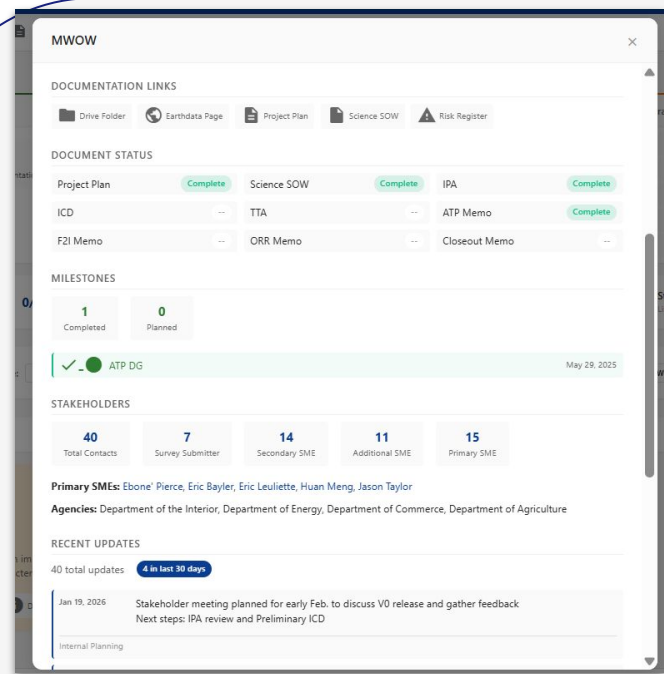 MWOW
×
DOCUMENTATION LINKS
Drive Folder Earthdata Page Project Plan Science SOW Risk Register
DOCUMENT STATUS
Project Plan Complete Science SOW Complete IPA Complete
ICD -- TTA -- ATP Memo Complete
F2I Memo -- ORR Memo -- Closeout Memo --
MILESTONES
1 0
Completed Planned
ATP DG May 29, 2025
STAKEHOLDERS
40 7 14 11 15
Total Contacts Survey Submitter Secondary SME Additional SME Primary SME
Primary SMEs: Ebone' Pierce, Eric Bayler, Eric Leuliette, Huan Meng, Jason Taylor
Agencies: Department of the Interior, Department of Energy, Department of Commerce, Department of Agriculture
RECENT UPDATES
40 total updates 4 in last 30 days
Jan 19, 2026 Stakeholder meeting planned for early Feb. to discuss V0 release and gather feedback
Next steps: IPA review and Preliminary ICD
Internal Planning